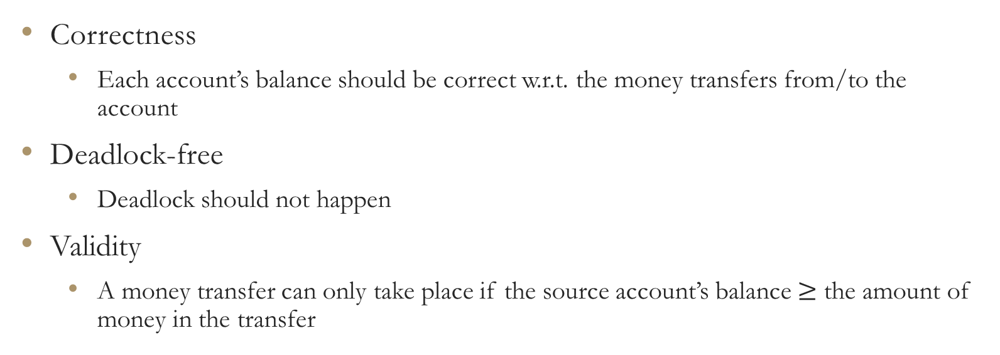 • Correctness
• Each account’s balance should be correct w.r.t. the money transfers from/to the
account
• Deadlock-free
• Deadlock should not happen
• Validity
• A money transfer can only take place if the source account’s balance ≥ the amount of
money in the transfer